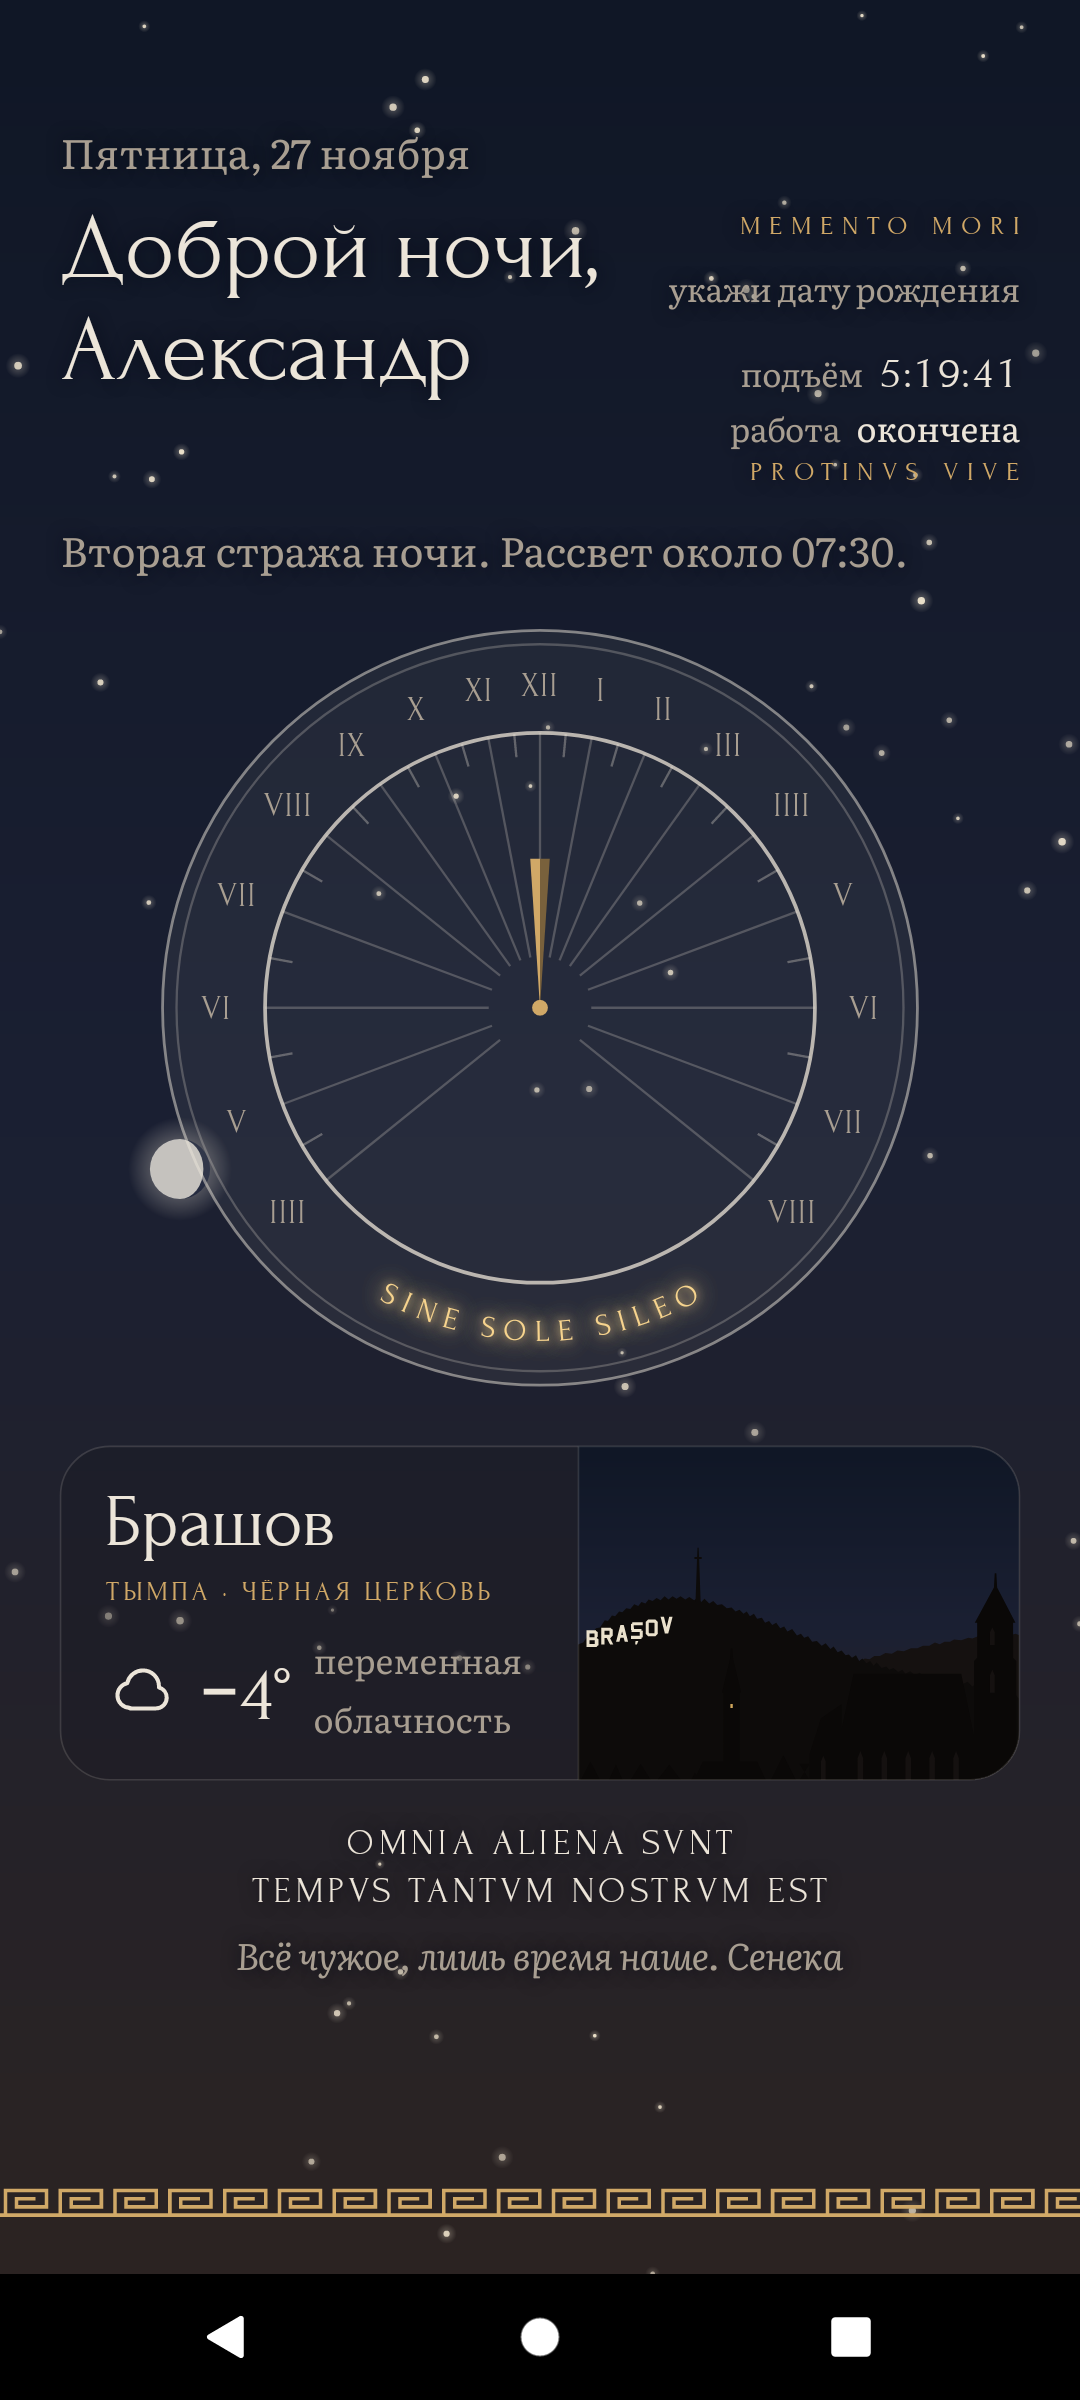 Пятница, 27 ноября
Доброй ночи,
Александр
MEMENTO MORI
укажи дату рождения
подъём 5:19:41
работа окончена
PROTINVS VIVE
Вторая стража ночи. Рассвет около 07:30.
XII
XI
I
X
II
IX
III
VIII
IIII
VII
V
VI
VI
V
VII
IIII
VIII
SINE SOLE SILEO
Брашов
ТЫМПА · ЧЁРНАЯ ЦЕРКОВЬ
BRAȘOV
−4°
переменная
облачность
OMNIA ALIENA SVNT
TEMPVS TANTVM NOSTRVM EST
Всё чужое, лишь время наше. Сенека